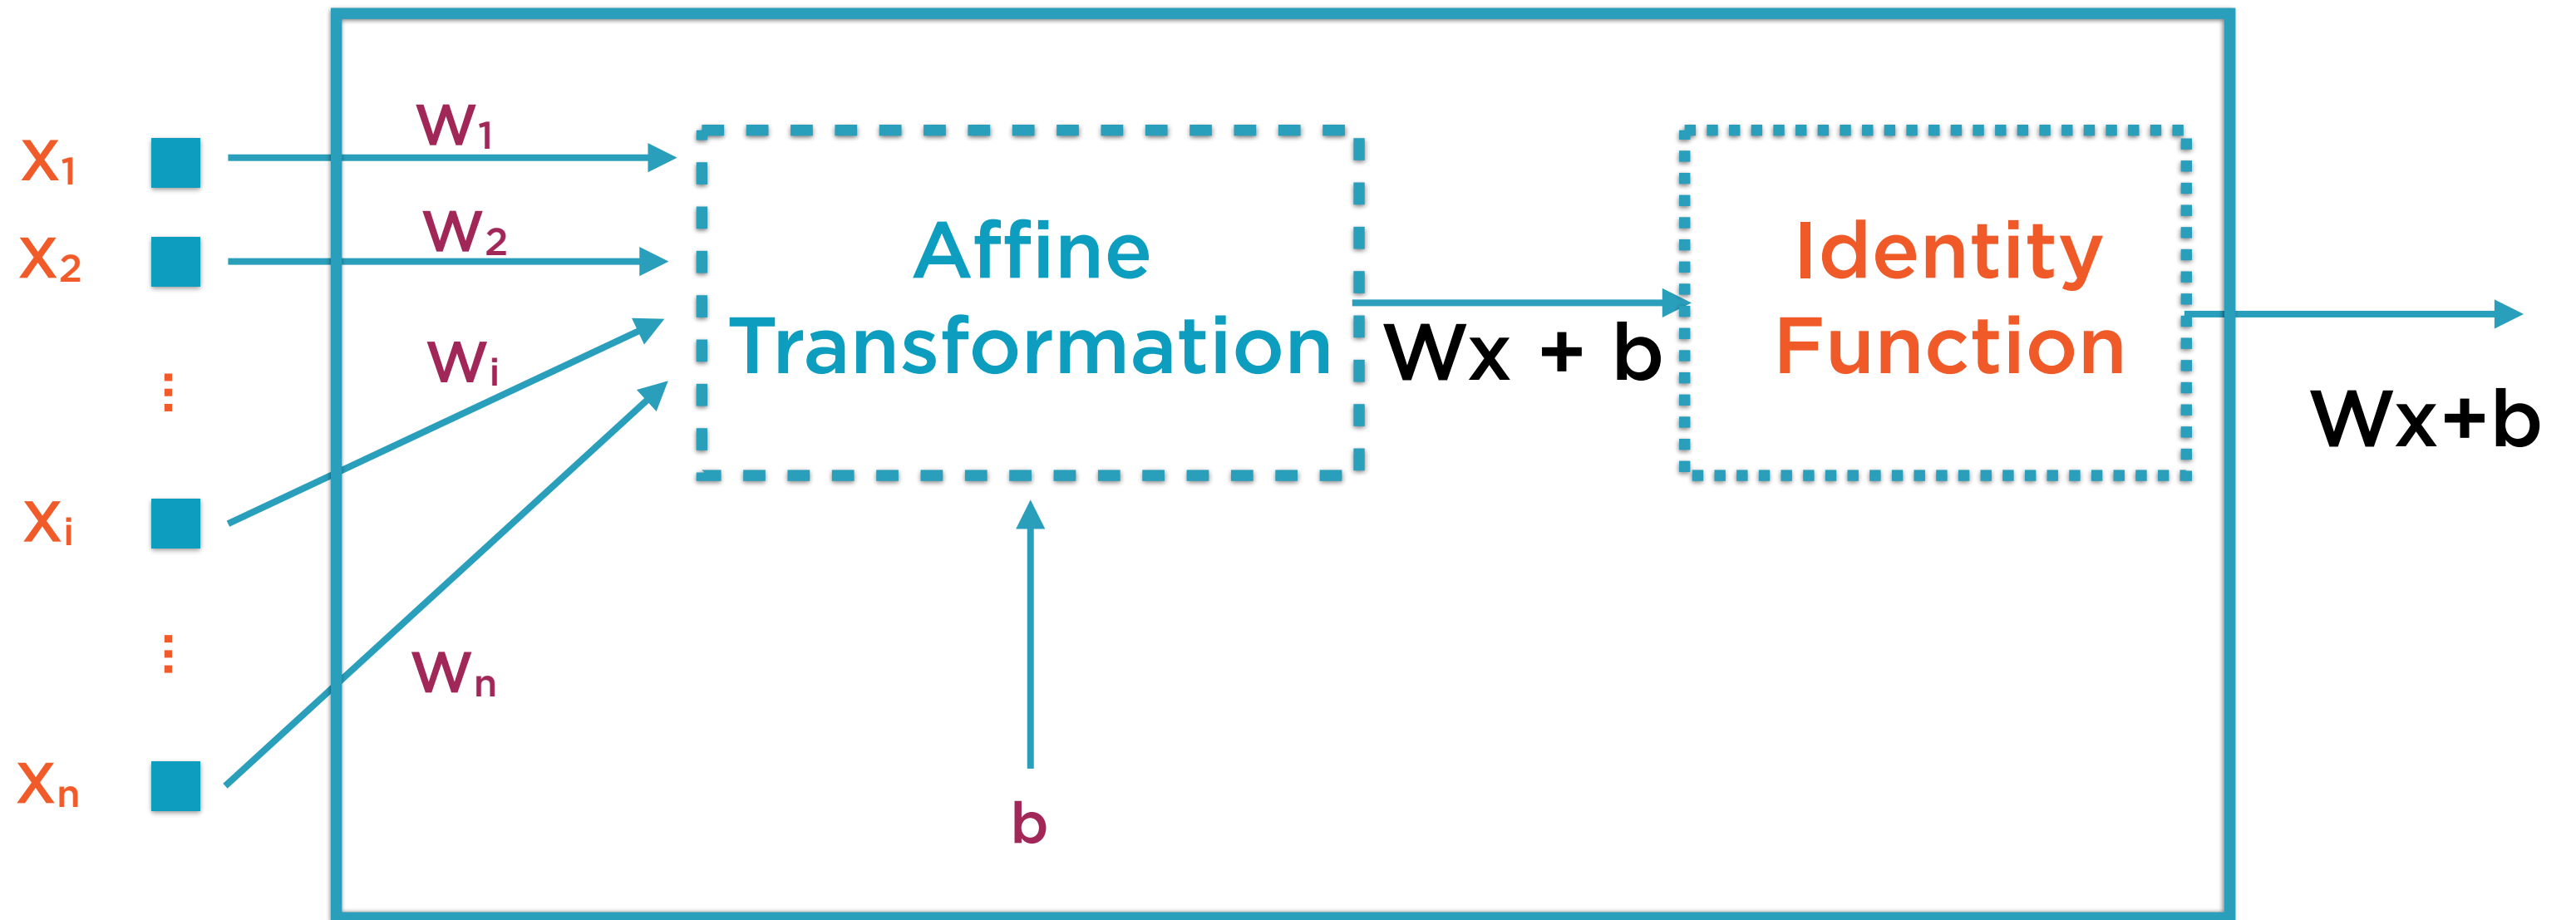 X₁
W₁
X₂
W₂
⋮
Wᵢ
Xᵢ
⋮
Wₙ
Xₙ
Affine
Transformation
b
Wx + b
Identity
Function
Wx+b